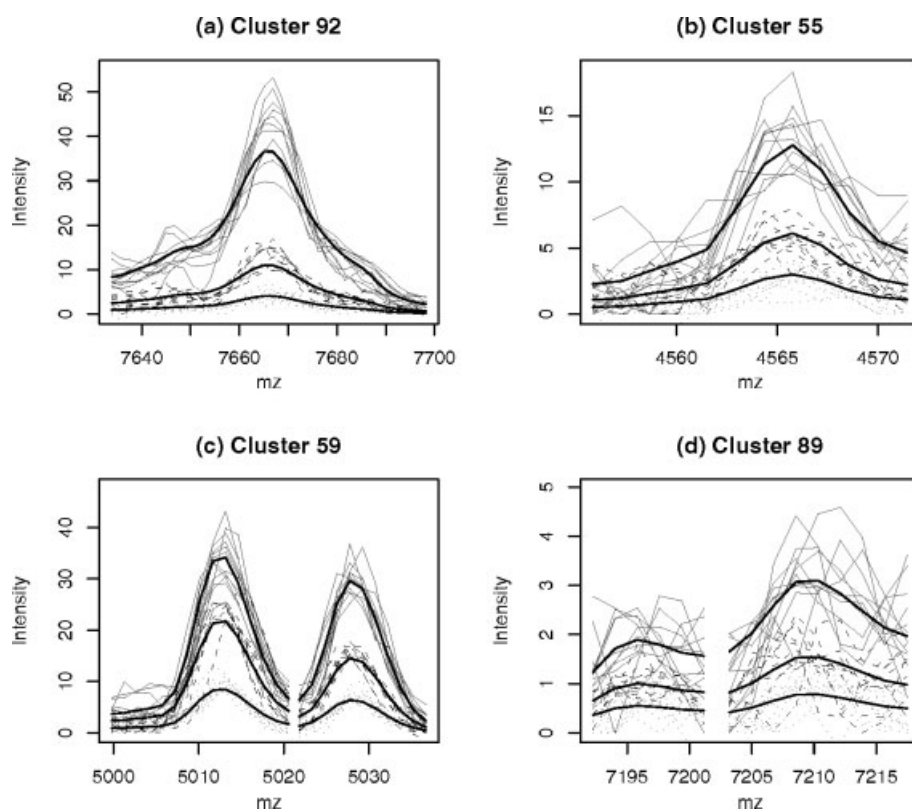 (a) Cluster 92
50
40
30
20
10
0
Intensity
7640 7660 7680 7700
mz
(b) Cluster 55
15
10
5
0
Intensity
4560 4565 4570
mz
(c) Cluster 59
40
30
20
10
0
Intensity
5000 5010 5020 5030
mz
(d) Cluster 89
5
4
3
2
1
0
Intensity
7195 7200 7205 7210 7215
mz